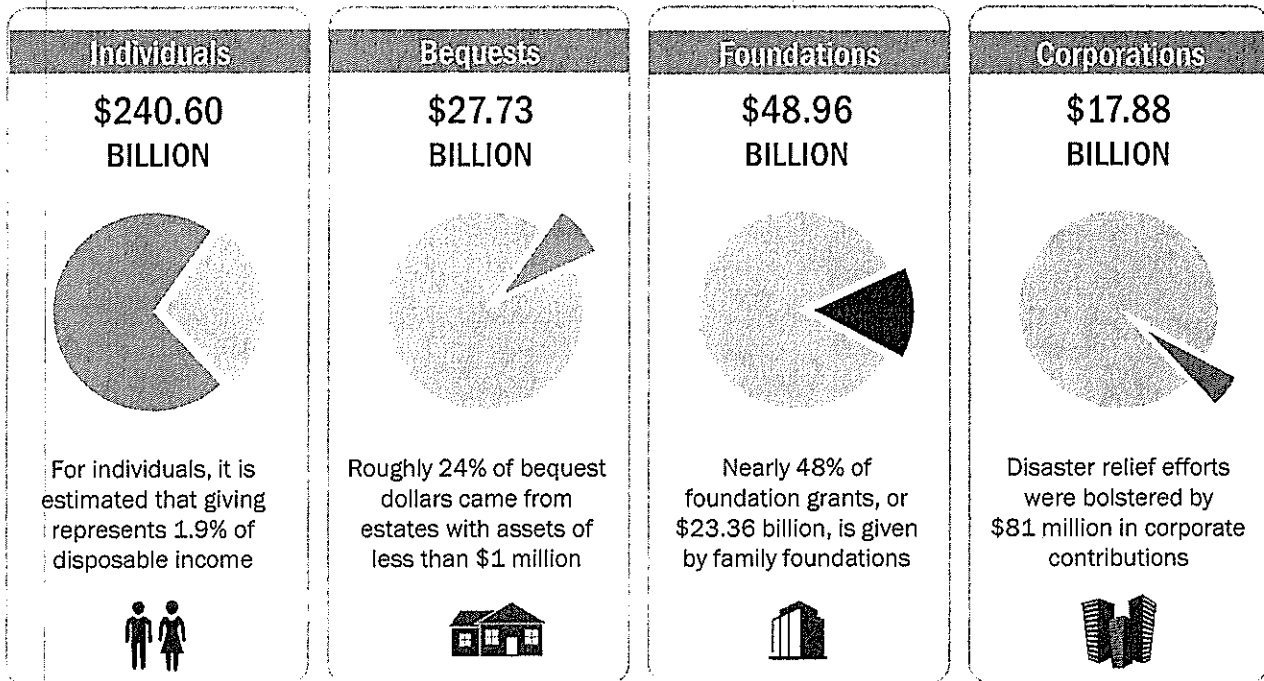 Individuals
$240.60
BILLION
For individuals, it is
estimated that giving
represents 1.9% of
disposable income
Bequests
$27.73
BILLION
Roughly 24% of bequest
dollars came from
estates with assets of
less than $1 million
Foundations
$48.96
BILLION
Nearly 48% of
foundation grants, or
$23.36 billion, is given
by family foundations
Corporations
$17.88
BILLION
Disaster relief efforts
were bolstered by
$81 million in corporate
contributions